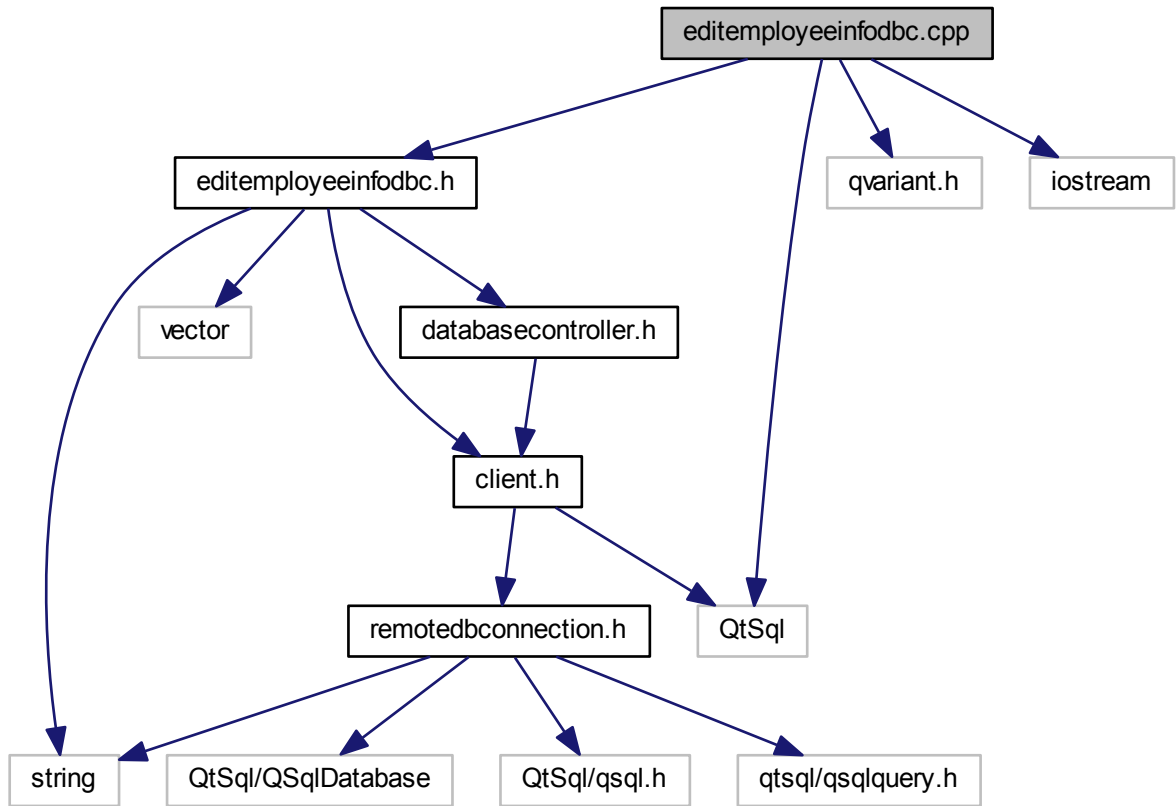 editemployeeinfodbc.cpp
editemployeeinfodbc.h
qvariant.h
iostream
vector
databasecontroller.h
client.h
remotedbconnection.h
QtSql
string
QtSql/QSqlDatabase
QtSql/qsql.h
qtsql/qsqlquery.h